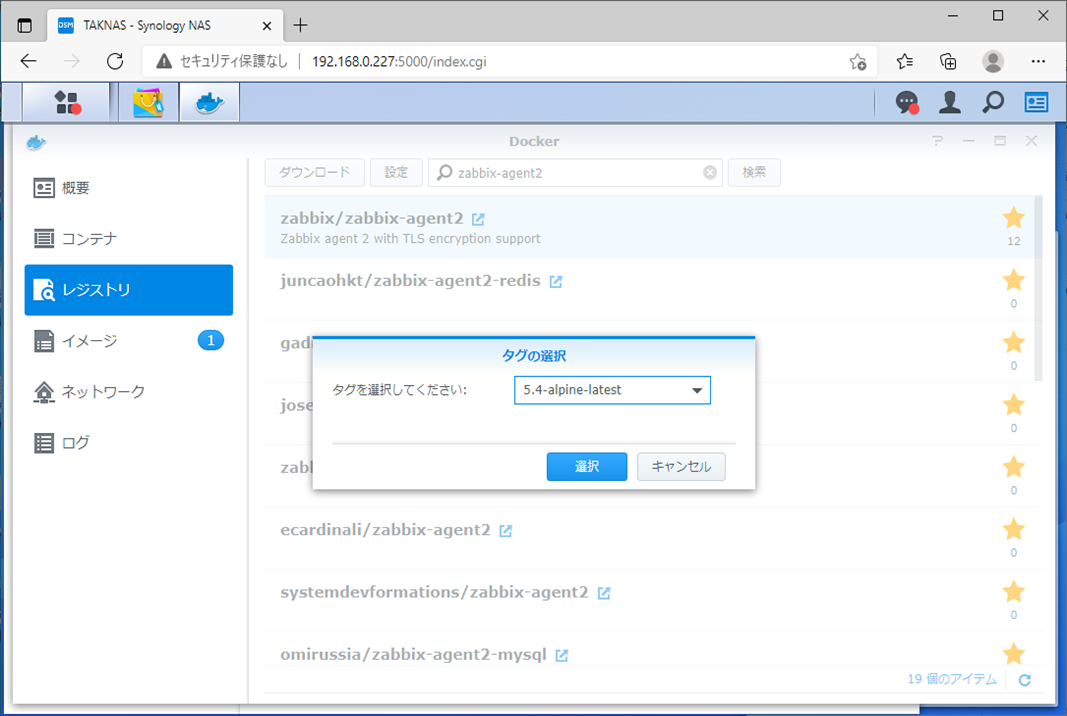 DSM TAKNAS - Synology NAS
セキュリティ保護なし 192.168.0.227:5000/index.cgi
Docker
概要
コンテナ
レジストリ
イメージ 1
ネットワーク
ログ
ダウンロード 設定 zabbix-agent2 検索
zabbix/zabbix-agent2
Zabbix agent 2 with TLS encryption support
12
juncaohkt/zabbix-agent2-redis
0
gad
0
jose
0
zabl
0
タグの選択
タグを選択してください: 5.4-alpine-latest
選択 キャンセル
ecardinali/zabbix-agent2
0
systemdevformations/zabbix-agent2
0
omirussia/zabbix-agent2-mysql
19 個のアイテム